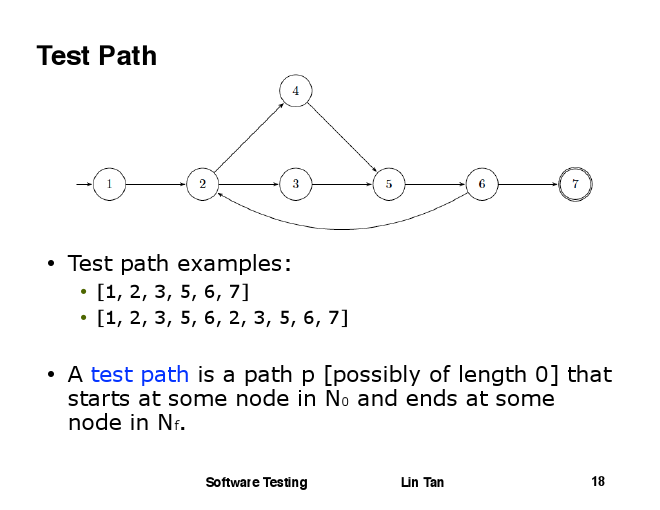 Test Path
4
1 2 3 5 6 7
• Test path examples:
• [1, 2, 3, 5, 6, 7]
• [1, 2, 3, 5, 6, 2, 3, 5, 6, 7]
• A test path is a path p [possibly of length 0] that
starts at some node in N0 and ends at some
node in Nf.
Software Testing Lin Tan 18